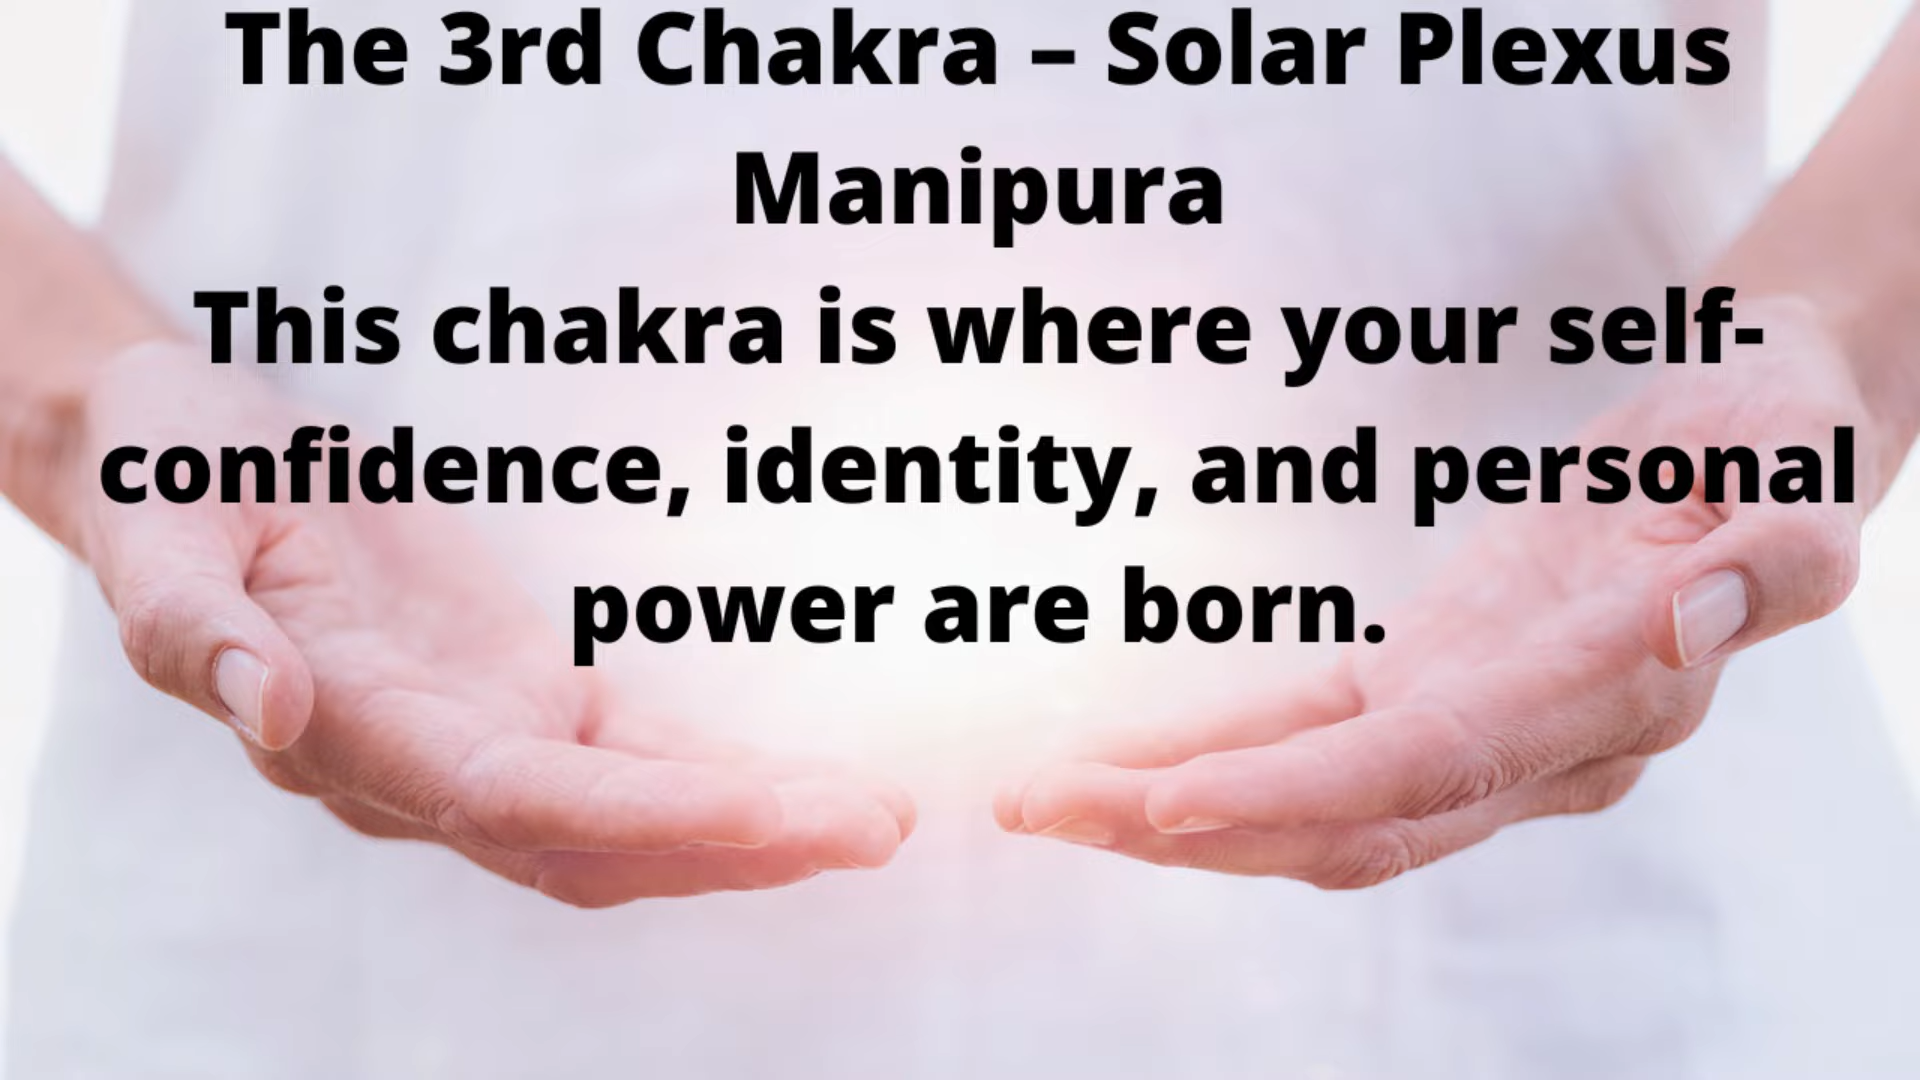 The 3rd Chakra – Solar Plexus
Manipura
This chakra is where your self-
confidence, identity, and personal
power are born.